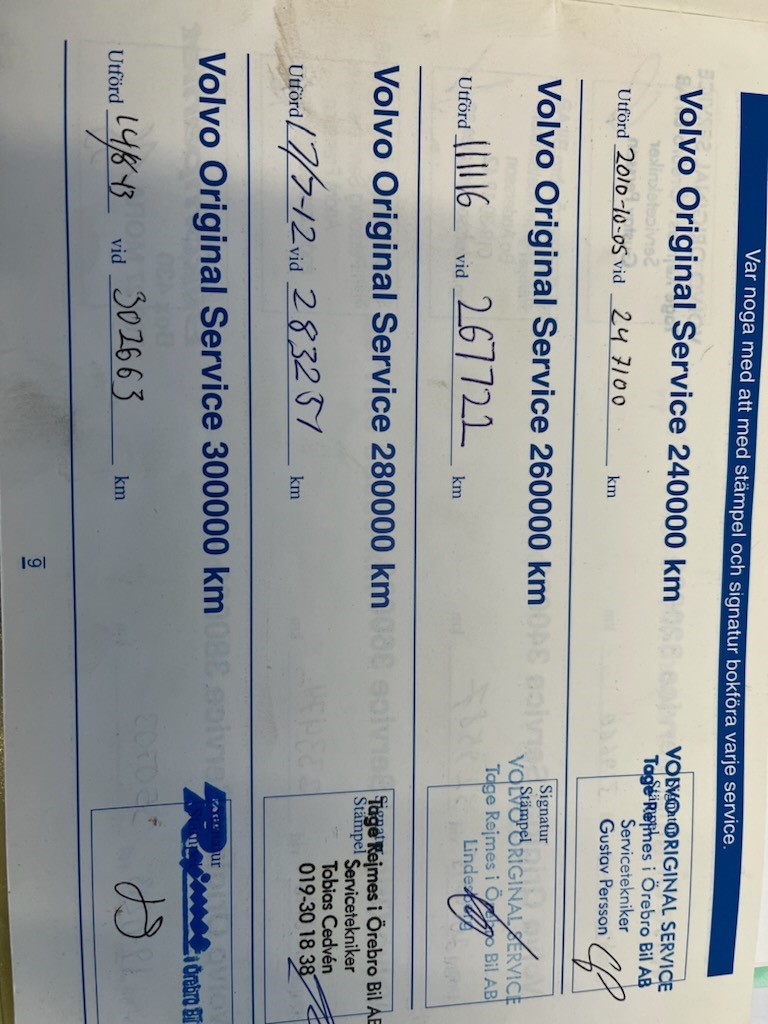 Var noga med att med stämpel och signatur bokföra varje service.
Volvo Original Service 240000 km
Utförd 2010-10-05 vid 247100 km
VOLVO ORIGINAL SERVICE
Tage Rejmes i Örebro Bil AB
Servicetekniker
Gustav Persson
Volvo Original Service 260000 km
Utförd 111116 vid 267722 km
Signatur
Stämpel
VOLVO ORIGINAL SERVICE
Tage Rejmes i Örebro Bil AB
Volvo Original Service 280000 km
Utförd 17/7-12 vid 283251 km
Signatur
Stämpel
Tage Rejmes i Örebro Bil AB
Servicetekniker
Tobias Cedvén
019-30 18 38
Volvo Original Service 300000 km
Utförd 14/8-13 vid 302663 km
Rejmes i Örebro Bil
9